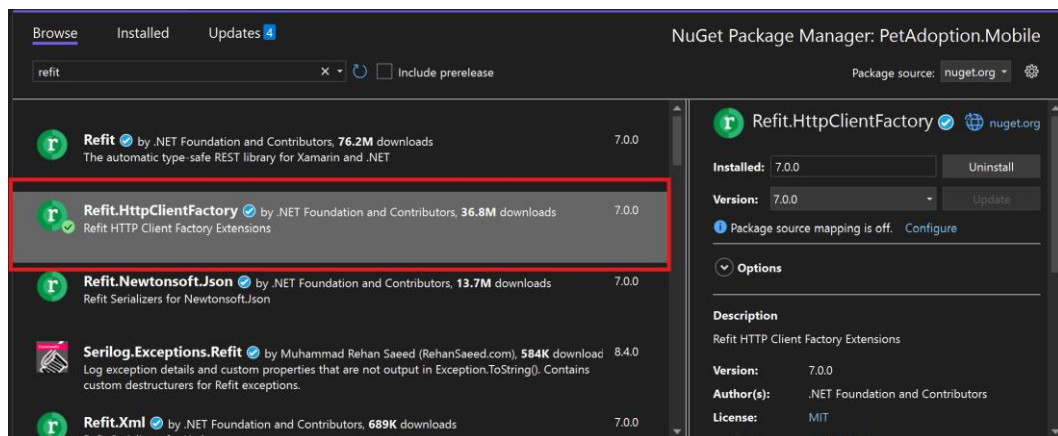 Browse Installed Updates 4
NuGet Package Manager: PetAdoption.Mobile
refit
Include prerelease
Package source: nuget.org
Refit by .NET Foundation and Contributors, 76.2M downloads 7.0.0
The automatic type-safe REST library for Xamarin and .NET
Refit.HttpClientFactory by .NET Foundation and Contributors, 36.8M downloads 7.0.0
Refit HTTP Client Factory Extensions
Refit.Newtonsoft.Json by .NET Foundation and Contributors, 13.7M downloads 7.0.0
Refit Serializers for Newtonsoft.Json
Serilog.Exceptions.Refit by Muhammad Rehan Saeed (RehanSaeed.com), 584K download 8.4.0
Log exception details and custom properties that are not output in Exception.ToString(). Contains
custom destructurers for Refit exceptions.
Refit.Xml by .NET Foundation and Contributors, 689K downloads 7.0.0
Refit.HttpClientFactory nuget.org
Installed: 7.0.0 Uninstall
Version: 7.0.0 Update
Package source mapping is off. Configure
Options
Description
Refit HTTP Client Factory Extensions
Version: 7.0.0
Author(s): .NET Foundation and Contributors
License: MIT